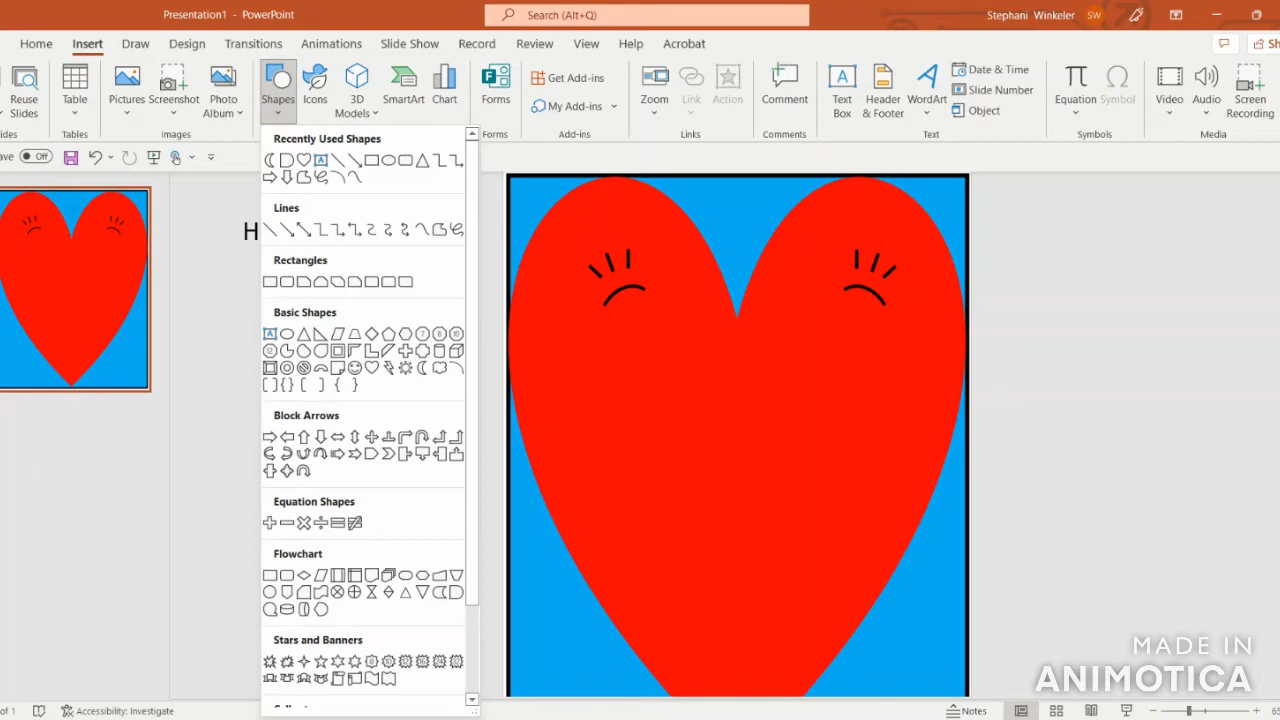 Presentation1 - PowerPoint
Search (Alt+Q)
Stephani Winkeler
SW
Home Insert Draw Design Transitions Animations Slide Show Record Review View Help Acrobat
Reuse Slides
Table
Pictures
Screenshot
Photo Album
Shapes
Icons
3D Models
SmartArt
Chart
Forms
Get Add-ins
My Add-ins
Zoom
Link
Action
Comment
Text Box
Header & Footer
WordArt
Date & Time
Slide Number
Object
Equation
Symbol
Video
Audio
Screen Recording
Tables
Images
Forms
Add-ins
Links
Comments
Text
Symbols
Media
Off
H
Recently Used Shapes
Lines
Rectangles
Basic Shapes
Block Arrows
Equation Shapes
Flowchart
Stars and Banners
MADE IN
ANIMOTICA
of 1
Accessibility: Investigate
Notes